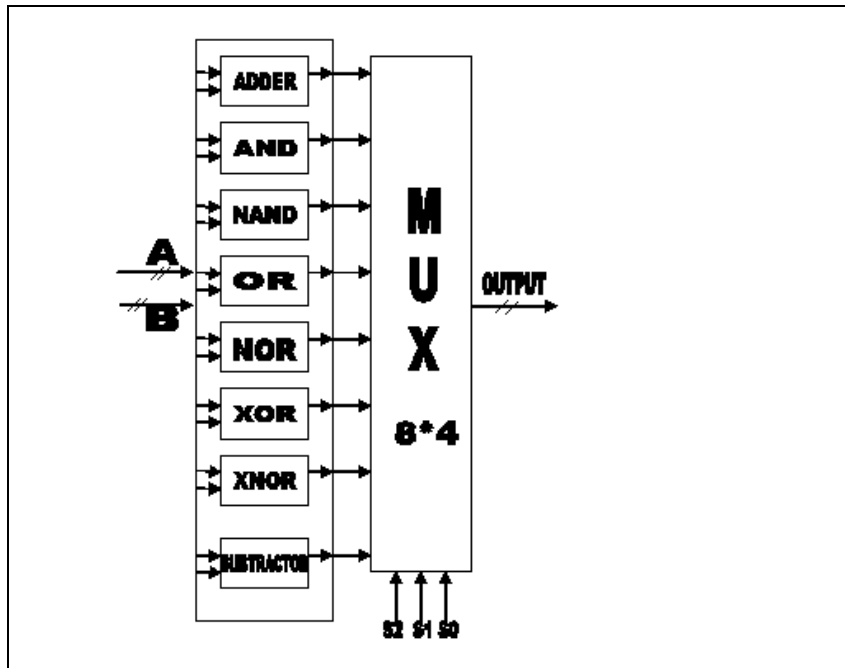 ADDER
AND
NAND
A
OR
B
NOR
XOR
XNOR
SUBTRACTOR
M
U
X
8*4
OUTPUT
S2 S1 S0